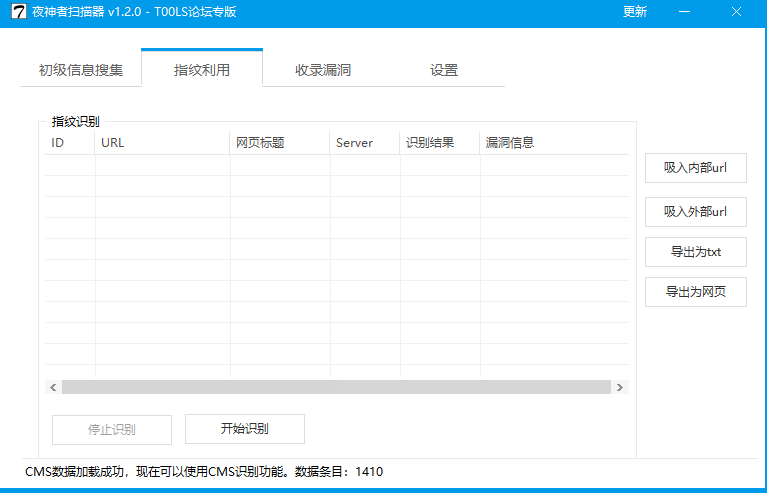 夜神者扫描器 v1.2.0 - T00LS论坛专版 更新
初级信息搜集 指纹利用 收录漏洞 设置
指纹识别
ID URL 网页标题 Server 识别结果 漏洞信息
吸入内部url
吸入外部url
导出为txt
导出为网页
停止识别 开始识别
CMS数据加载成功，现在可以使用CMS识别功能。数据条目：1410